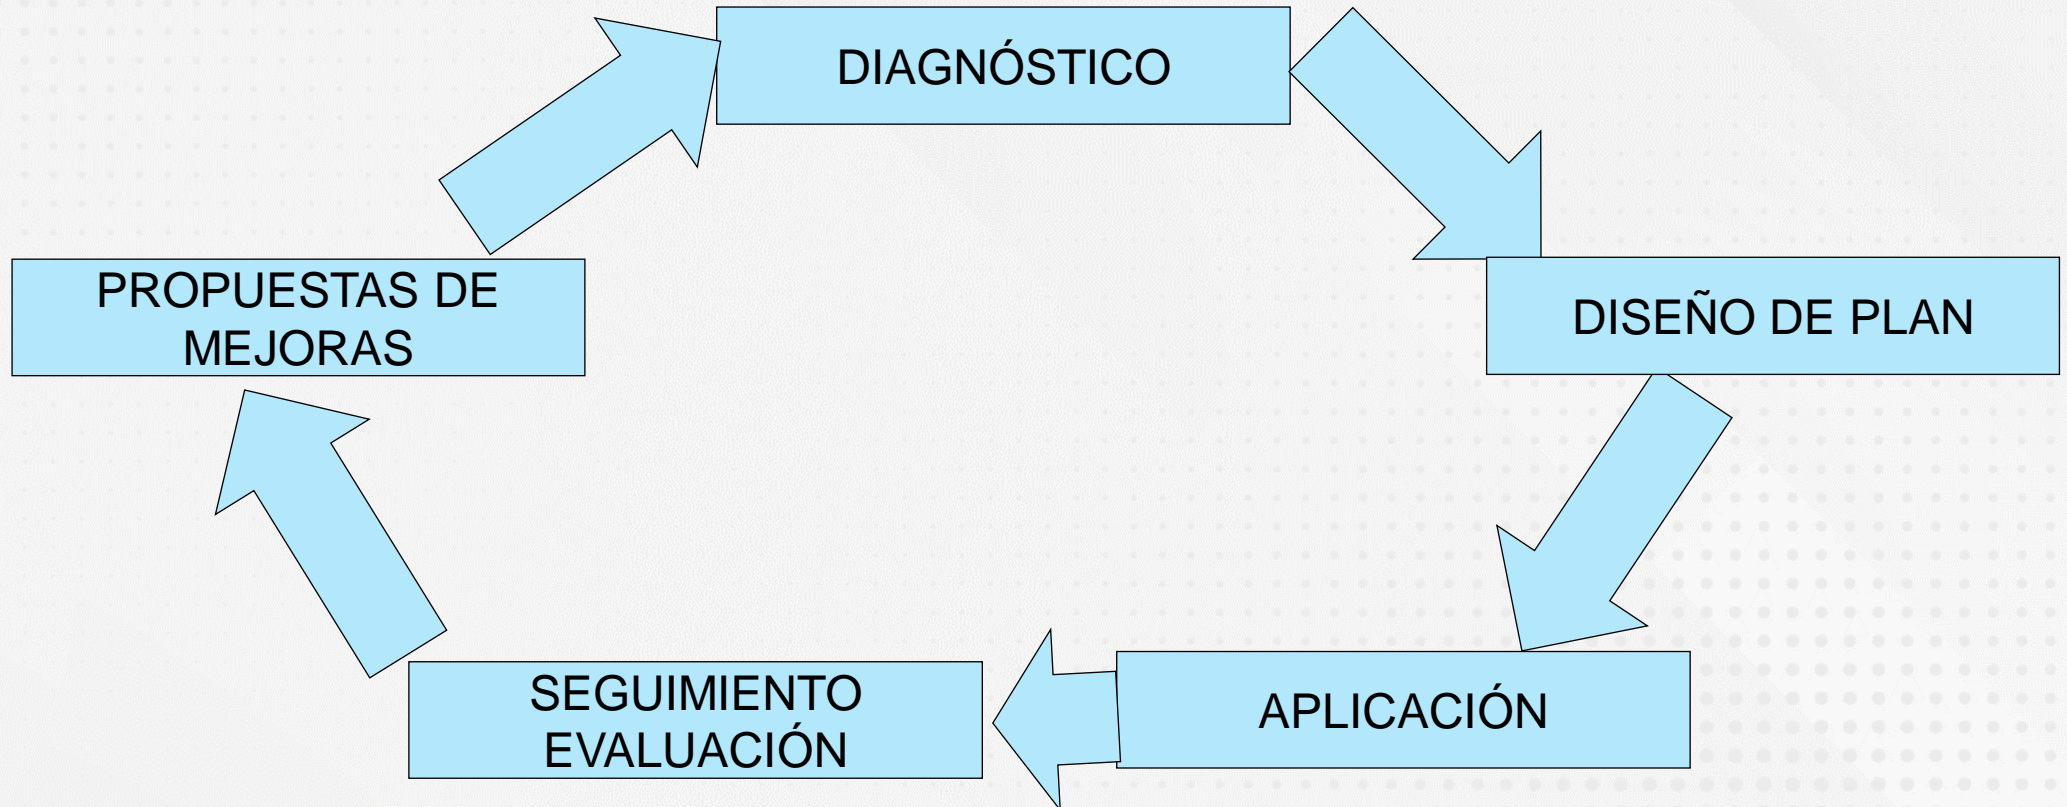 DIAGNÓSTICO
PROPUESTAS DE
MEJORAS
DISEÑO DE PLAN
SEGUIMIENTO
EVALUACIÓN
APLICACIÓN